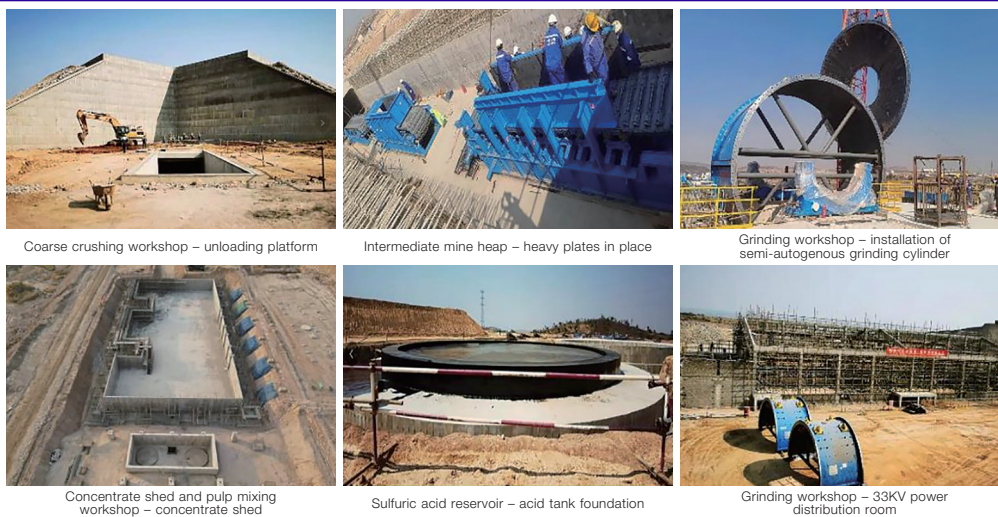 Coarse crushing workshop – unloading platform
Intermediate mine heap – heavy plates in place
Grinding workshop – installation of
semi-autogenous grinding cylinder
Concentrate shed and pulp mixing
workshop – concentrate shed
Sulfuric acid reservoir – acid tank foundation
Grinding workshop – 33KV power
distribution room